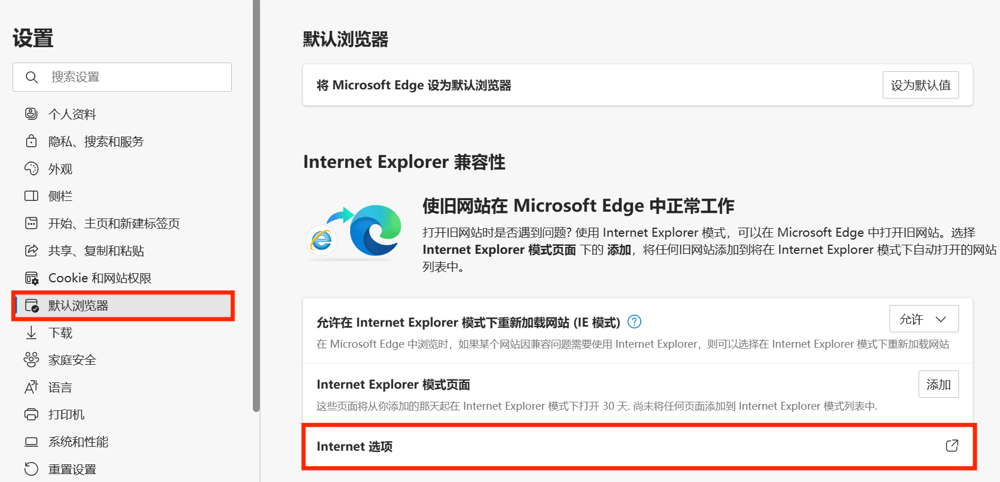 设置
搜索设置
个人资料
隐私、搜索和服务
外观
侧栏
开始、主页和新建标签页
共享、复制和粘贴
Cookie 和网站权限
默认浏览器
下载
家庭安全
语言
打印机
系统和性能
重置设置
默认浏览器
将 Microsoft Edge 设为默认浏览器
设为默认值
Internet Explorer 兼容性
使旧网站在 Microsoft Edge 中正常工作
打开旧网站时是否遇到问题? 使用 Internet Explorer 模式，可以在 Microsoft Edge 中打开旧网站。选择
Internet Explorer 模式页面 下的 添加，将任何旧网站添加到将在 Internet Explorer 模式下自动打开的网站
列表中。
允许在 Internet Explorer 模式下重新加载网站 (IE 模式)
允许
在 Microsoft Edge 中浏览时，如果某个网站因兼容问题需要使用 Internet Explorer，则可以选择在 Internet Explorer 模式下重新加载网站
Internet Explorer 模式页面
添加
这些页面将从你添加的那天起在 Internet Explorer 模式下打开 30 天. 尚未将任何页面添加到 Internet Explorer 模式列表中.
Internet 选项